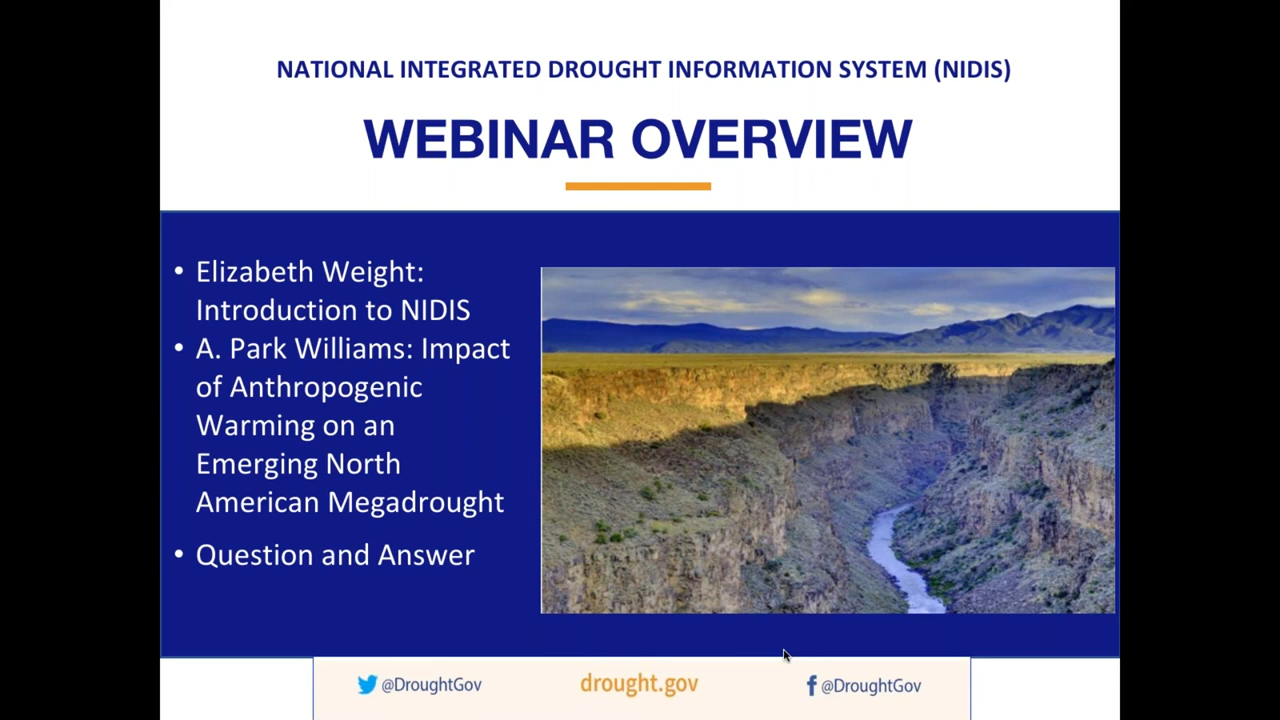 NATIONAL INTEGRATED DROUGHT INFORMATION SYSTEM (NIDIS)
WEBINAR OVERVIEW
• Elizabeth Weight:
Introduction to NIDIS
• A. Park Williams: Impact
of Anthropogenic
Warming on an
Emerging North
American Megadrought
• Question and Answer
@DroughtGov
drought.gov
@DroughtGov